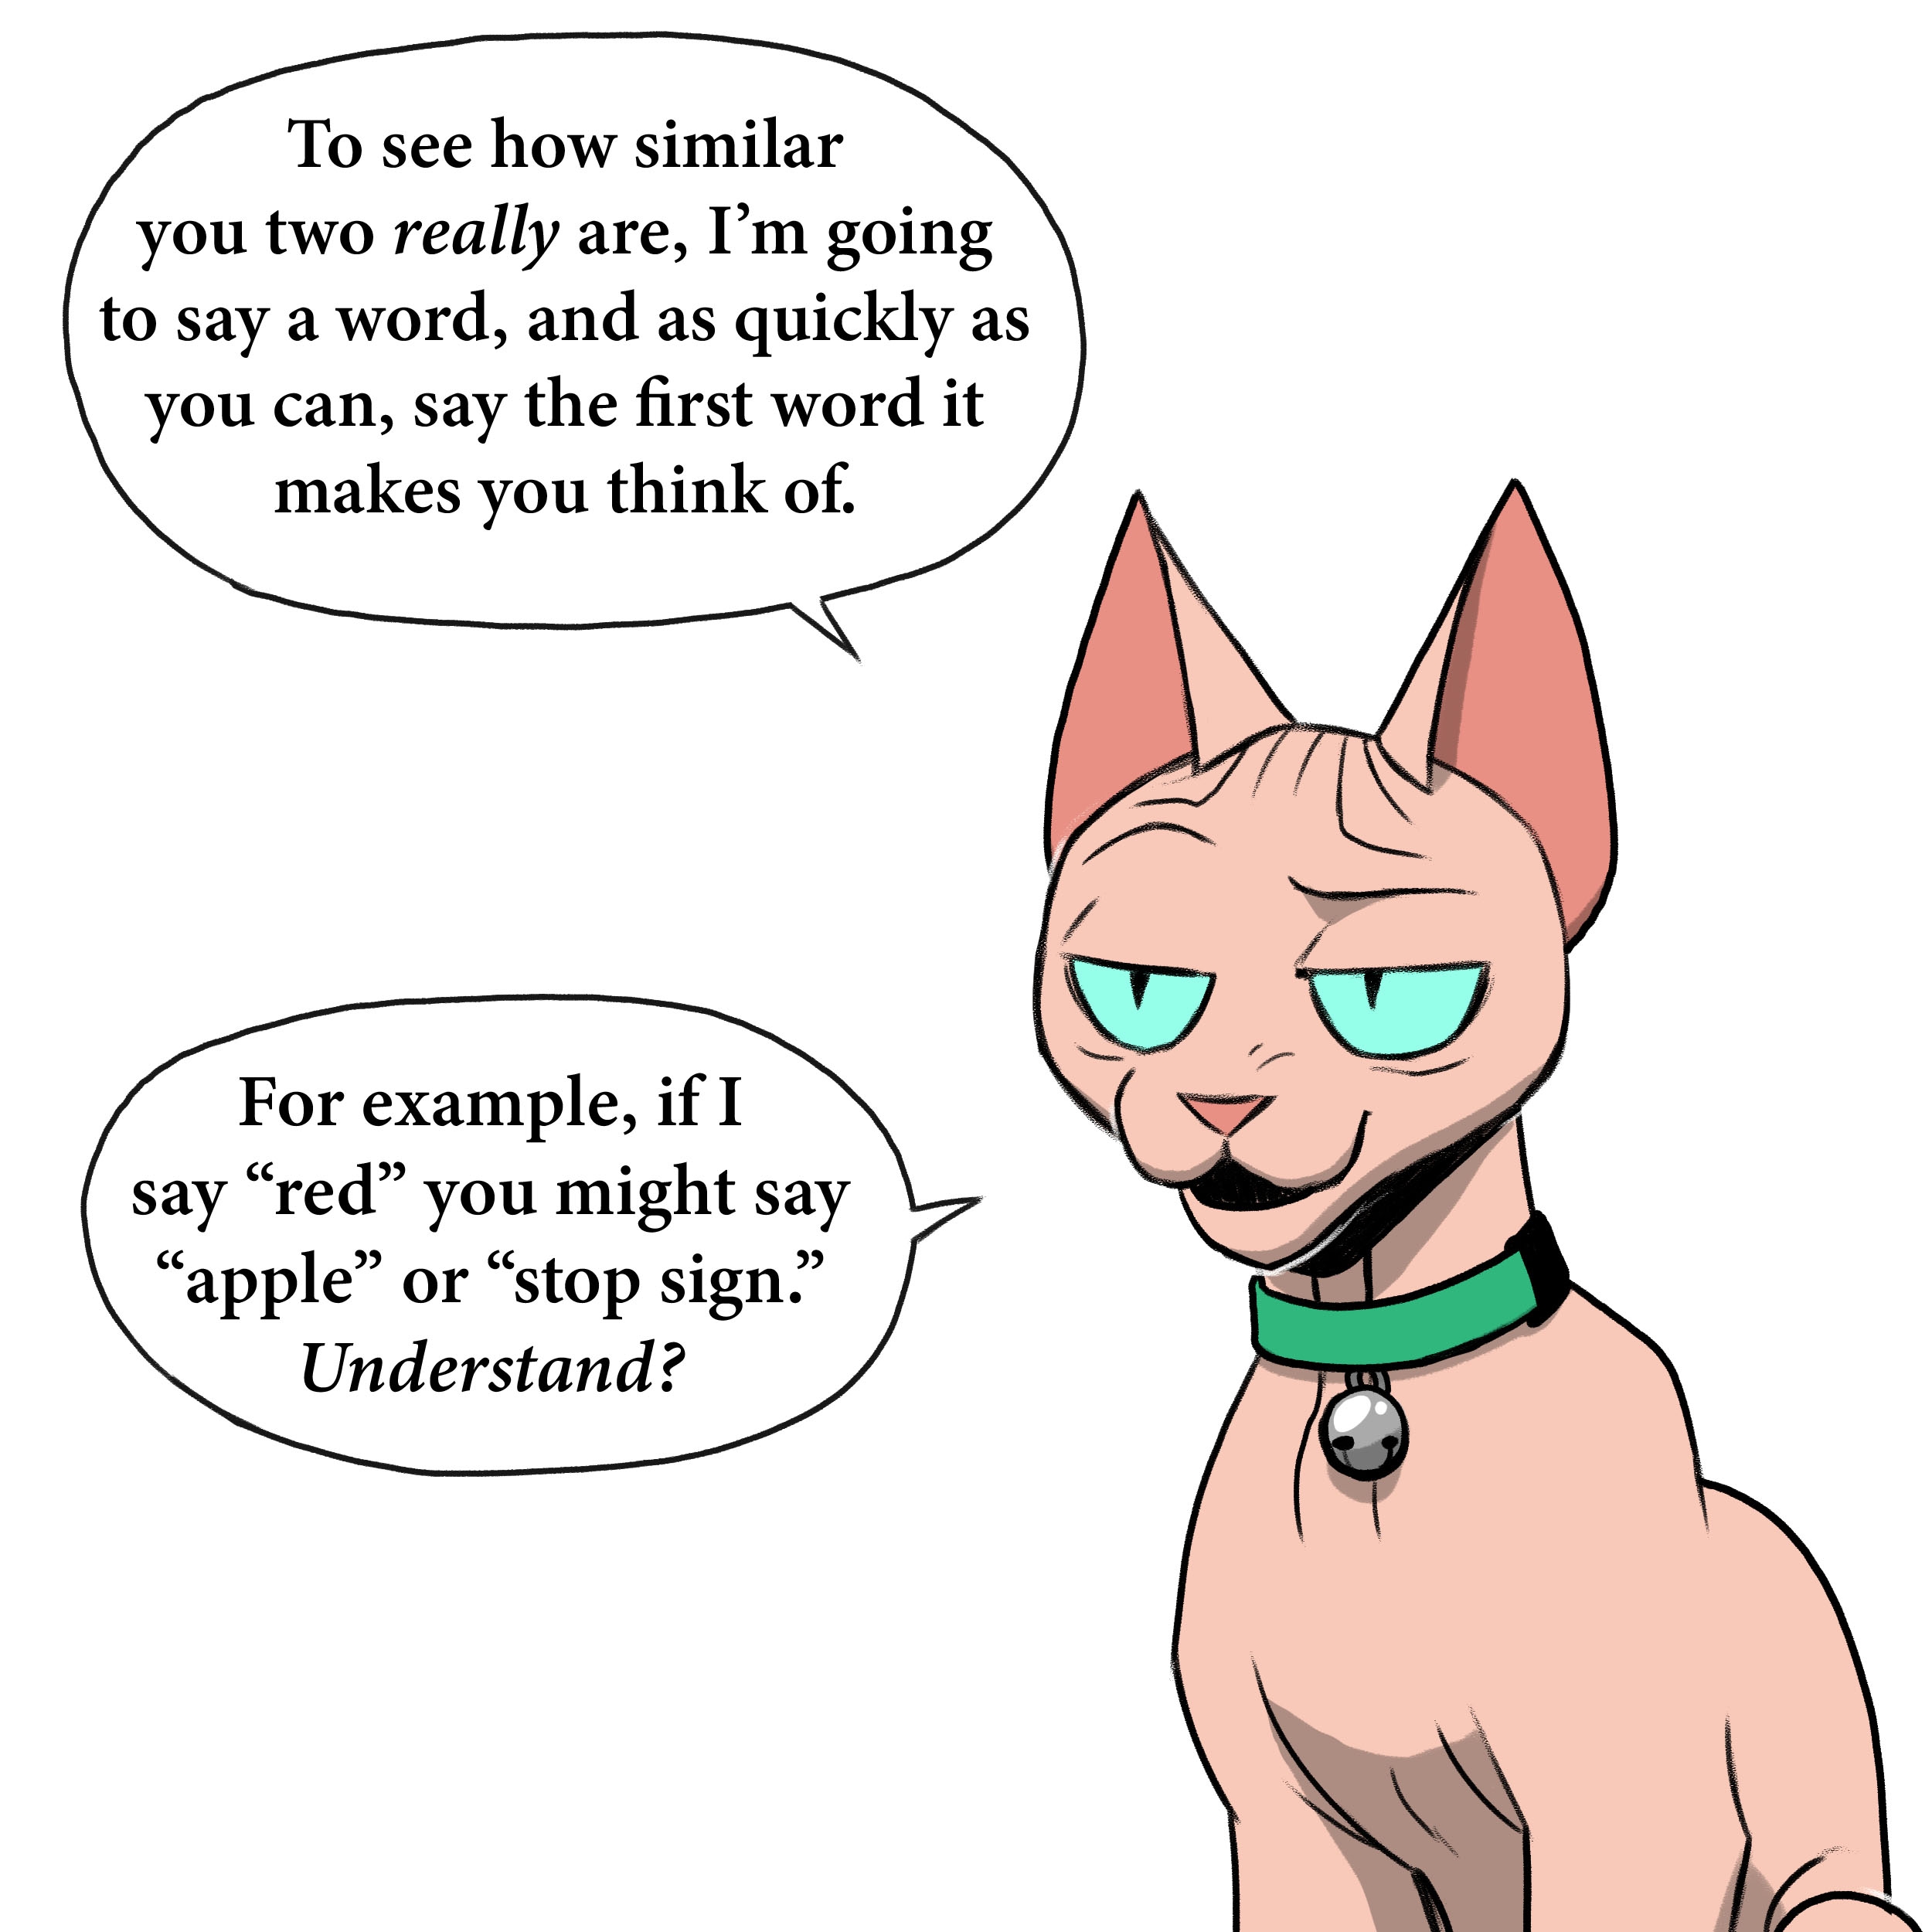 To see how similar
you two really are, I’m going
to say a word, and as quickly as
you can, say the first word it
makes you think of.
For example, if I
say “red” you might say
“apple” or “stop sign.”
Understand?